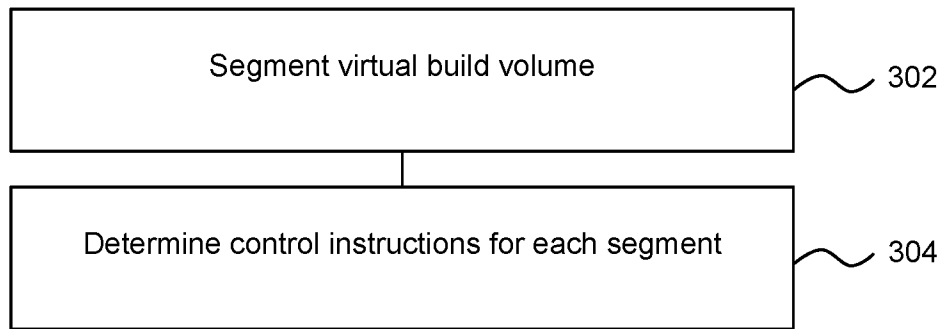 Segment virtual build volume
302
Determine control instructions for each segment
304